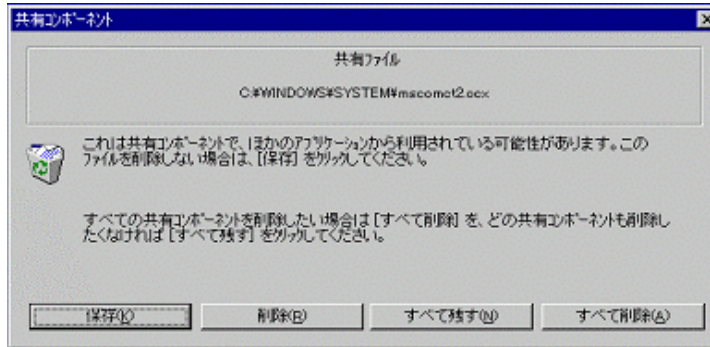 共有コンポーネント
共有ファイル
C:¥WINDOWS¥SYSTEM¥mscomct2.ocx
これは共有コンポーネントで、ほかのアプリケーションから利用されている可能性があります。この
ファイルを削除しない場合は、[保存] をクリックしてください。
すべての共有コンポーネントを削除したい場合は [すべて削除] を、どの共有コンポーネントも削除し
たくなければ [すべて残す] をクリックしてください。
保存(K) 削除(R) すべて残す(N) すべて削除(A)